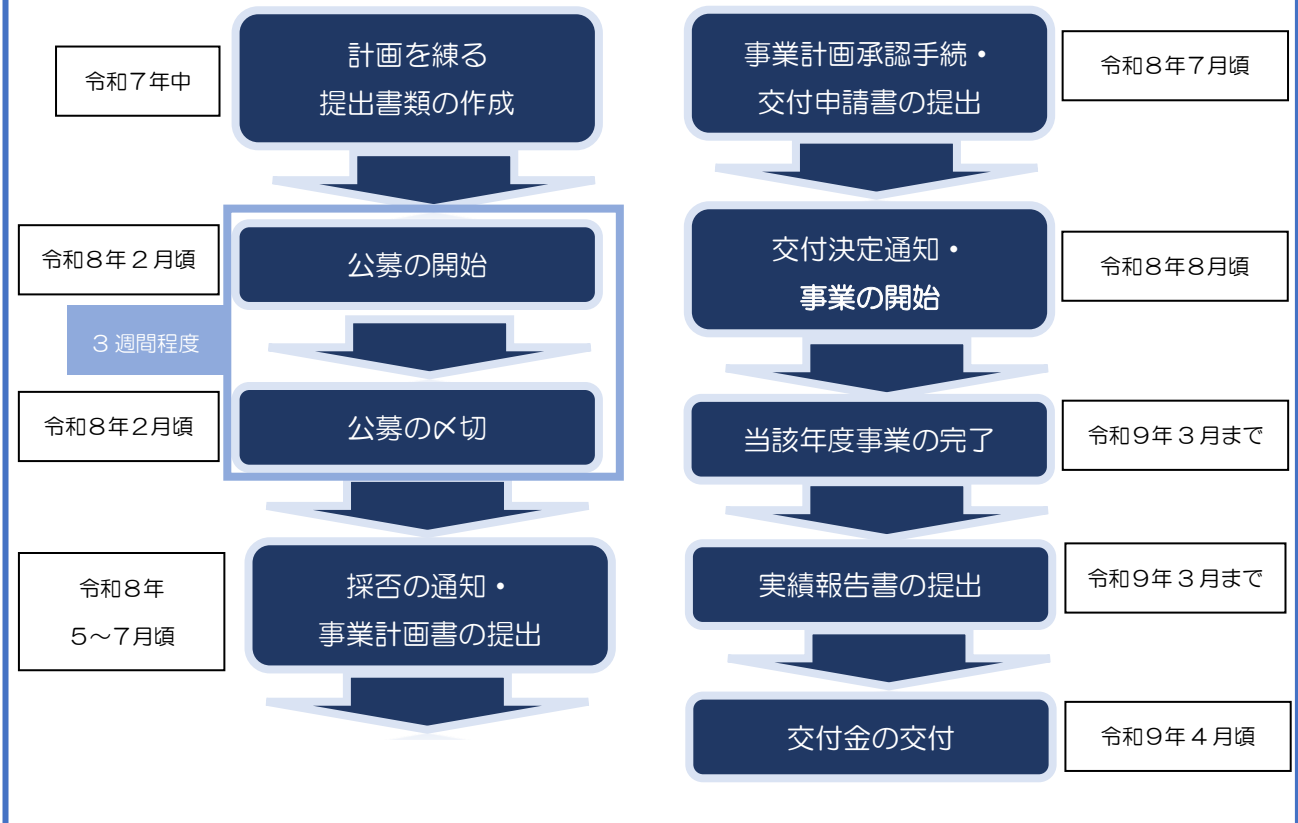 令和７年中
計画を練る
提出書類の作成
令和８年２月頃
公募の開始
３週間程度
令和８年２月頃
公募の〆切
令和８年
５～７月頃
採否の通知・
事業計画書の提出
事業計画承認手続・
交付申請書の提出
令和８年７月頃
交付決定通知・
事業の開始
令和８年８月頃
当該年度事業の完了
令和９年３月まで
実績報告書の提出
令和９年３月まで
交付金の交付
令和９年４月頃